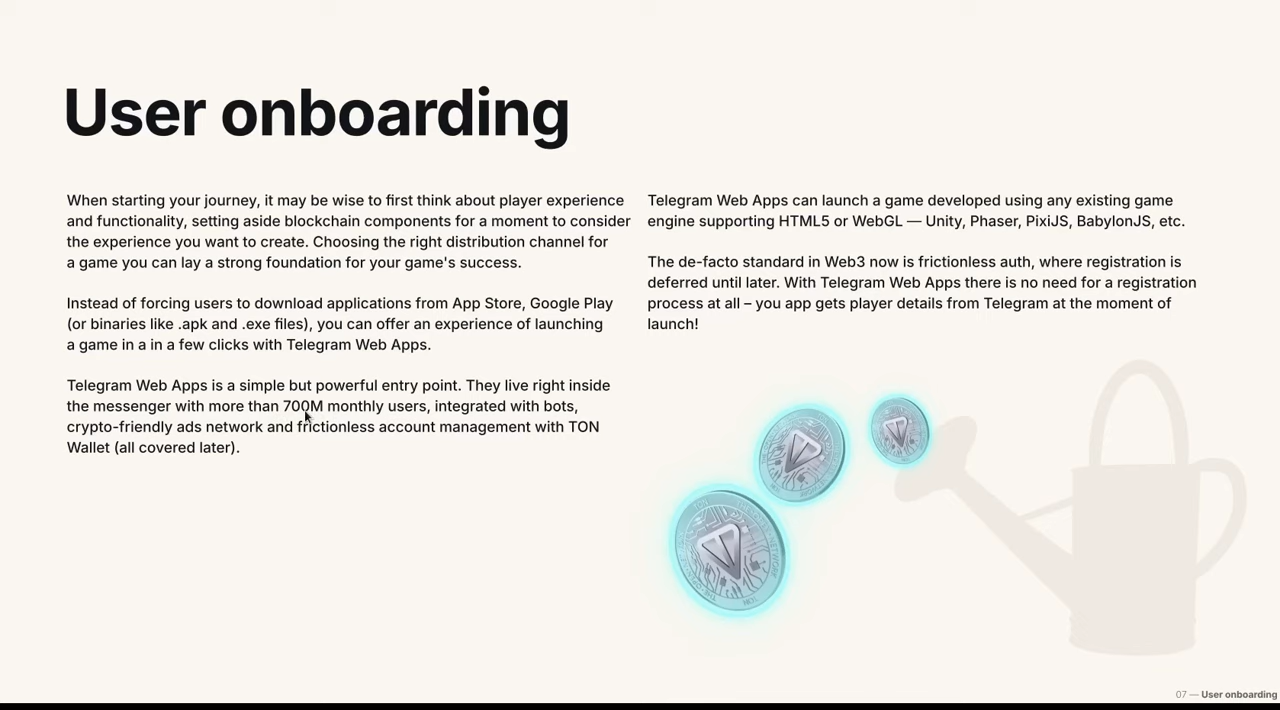 User onboarding
When starting your journey, it may be wise to first think about player experience
and functionality, setting aside blockchain components for a moment to consider
the experience you want to create. Choosing the right distribution channel for
a game you can lay a strong foundation for your game's success.
Instead of forcing users to download applications from App Store, Google Play
(or binaries like .apk and .exe files), you can offer an experience of launching
a game in a in a few clicks with Telegram Web Apps.
Telegram Web Apps is a simple but powerful entry point. They live right inside
the messenger with more than 700M monthly users, integrated with bots,
crypto-friendly ads network and frictionless account management with TON
Wallet (all covered later).
Telegram Web Apps can launch a game developed using any existing game
engine supporting HTML5 or WebGL — Unity, Phaser, PixiJS, BabylonJS, etc.
The de-facto standard in Web3 now is frictionless auth, where registration is
deferred until later. With Telegram Web Apps there is no need for a registration
process at all – you app gets player details from Telegram at the moment of
launch!
07 — User onboarding